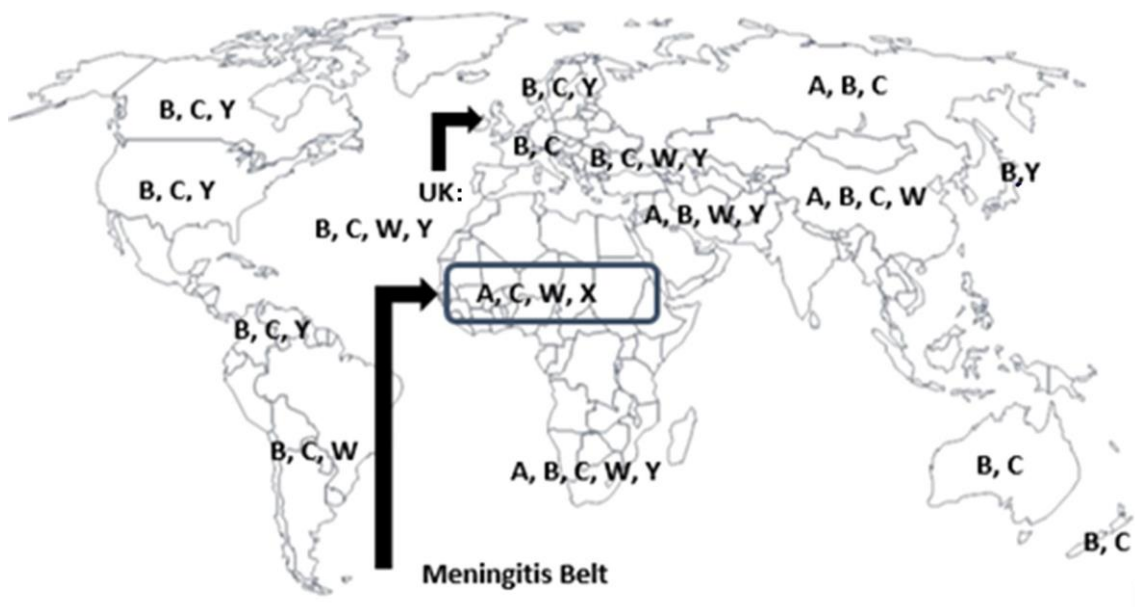 B, C, Y
A, B, C
B, C, Y
B, C
B, C, W, Y
B,Y
B, C, Y
UK:
A, B, C, W
A, B, W, Y
B, C, W, Y
A, C, W, X
B, C, Y
B, C, W
A, B, C, W, Y
B, C
B, C
Meningitis Belt